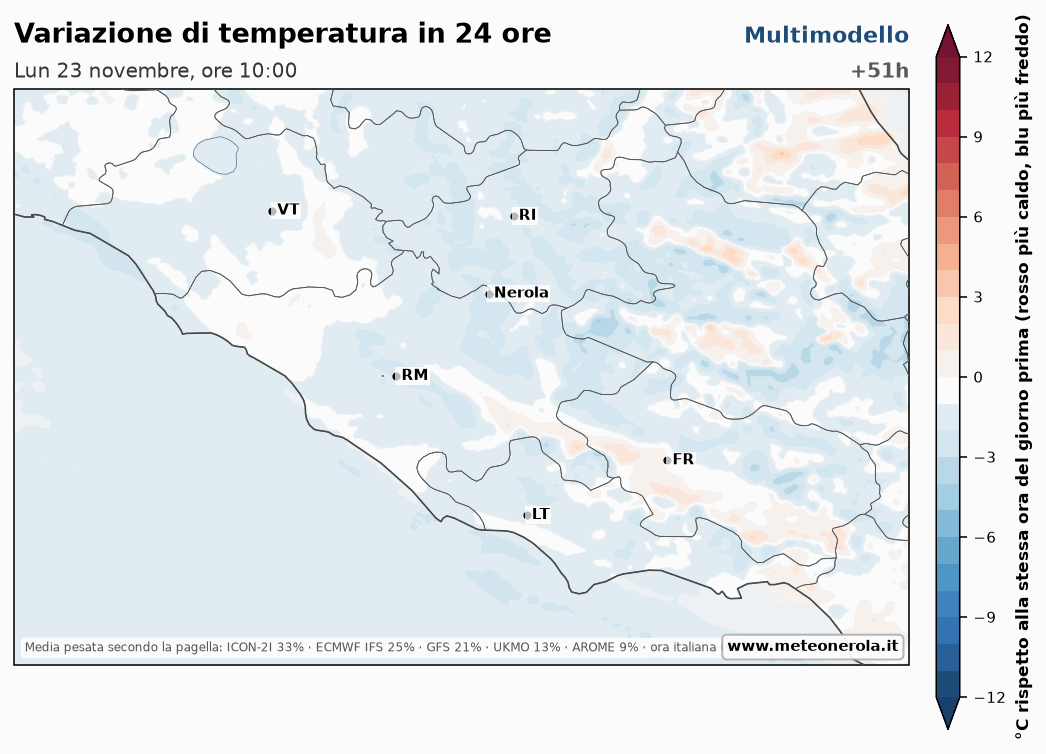 Variazione di temperatura in 24 ore
Multimodello
Lun 23 novembre, ore 10:00
+51h
VT
RI
Nerola
RM
FR
LT
Media pesata secondo la pagella: ICON-2I 33% · ECMWF IFS 25% · GFS 21% · UKMO 13% · AROME 9% · ora italiana
www.meteonerola.it
12
9
6
3
0
−3
−6
−9
−12
°C rispetto alla stessa ora del giorno prima (rosso più caldo, blu più freddo)